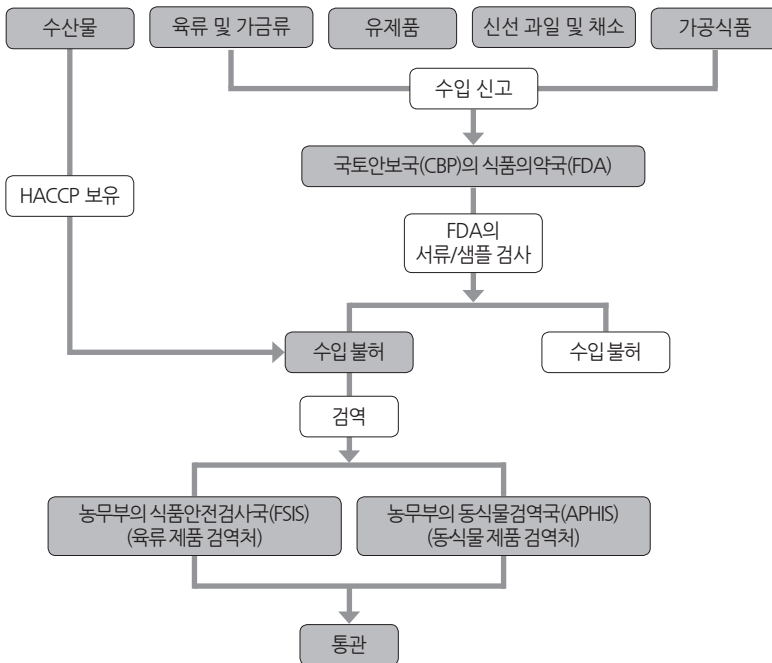 수산물
육류 및 가금류
유제품
신선 과일 및 채소
가공식품
수입 신고
국토안보국(CBP)의 식품의약국(FDA)
HACCP 보유
FDA의
서류/샘플 검사
수입 불허
수입 불허
검역
농무부의 식품안전검사국(FSIS)
(육류 제품 검역처)
농무부의 동식물검역국(APHIS)
(동식물 제품 검역처)
통관